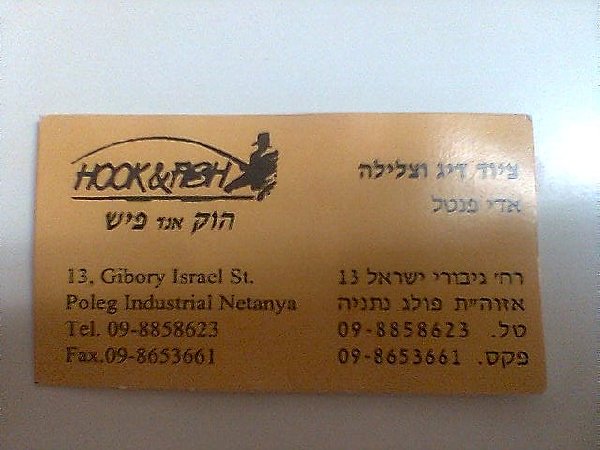 HOOK & FISH
הוק אנד פיש
ציוד דיג וצלילה
אדי פנטל
13, Gibory Israel St.
Poleg Industrial Netanya
Tel. 09-8858623
Fax.09-8653661
רח׳ גיבורי ישראל 13
אזוה״ת פולג נתניה
טל. 09-8858623
פקס. 09-8653661